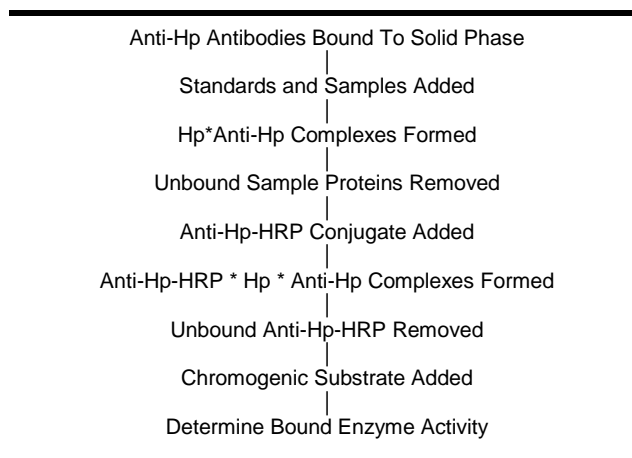 Anti-Hp Antibodies Bound To Solid Phase
Standards and Samples Added
Hp*Anti-Hp Complexes Formed
Unbound Sample Proteins Removed
Anti-Hp-HRP Conjugate Added
Anti-Hp-HRP * Hp * Anti-Hp Complexes Formed
Unbound Anti-Hp-HRP Removed
Chromogenic Substrate Added
Determine Bound Enzyme Activity